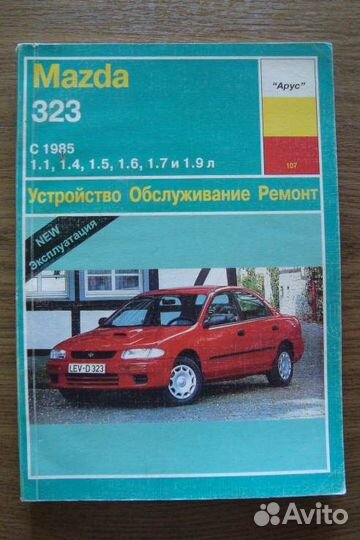 Mazda
323
"Арус"
С 1985
1.1, 1.4, 1.5, 1.6, 1.7 и 1.9 л
107
Устройство Обслуживание Ремонт
NEW
Эксплуатация
LEV-D 323
Avito